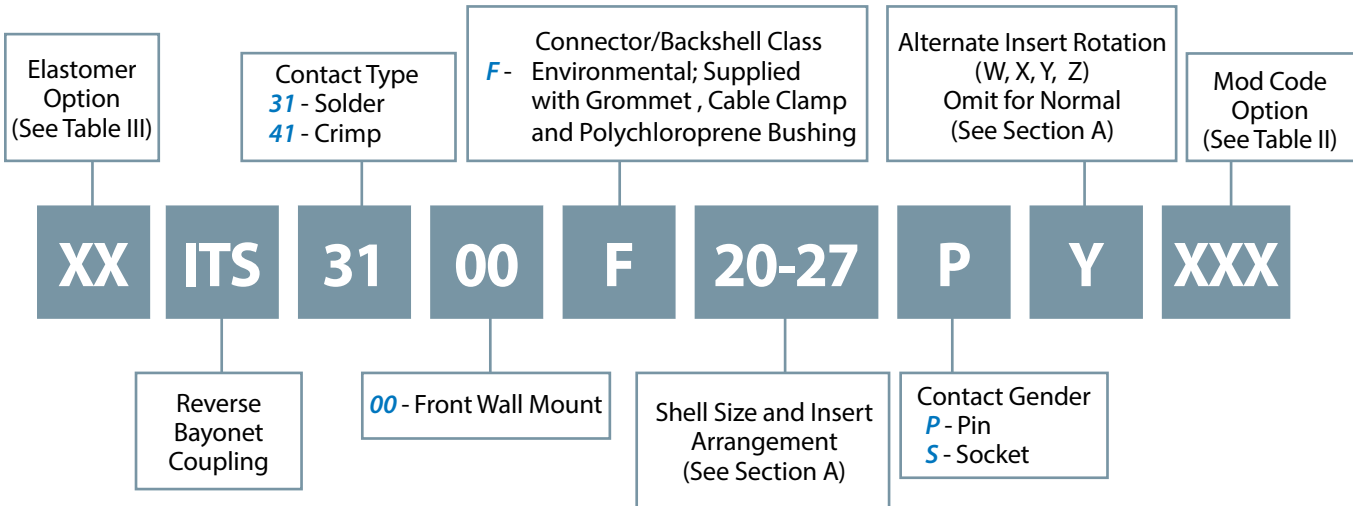 Elastomer
Option
(See Table III)
Contact Type
31 - Solder
41 - Crimp
Connector/Backshell Class
F - Environmental; Supplied
with Grommet , Cable Clamp
and Polychloroprene Bushing
Alternate Insert Rotation
(W, X, Y, Z)
Omit for Normal
(See Section A)
Mod Code
Option
(See Table II)
XX ITS 31 00 F 20-27 P Y XXX
Reverse
Bayonet
Coupling
00 - Front Wall Mount
Shell Size and Insert
Arrangement
(See Section A)
Contact Gender
P - Pin
S - Socket